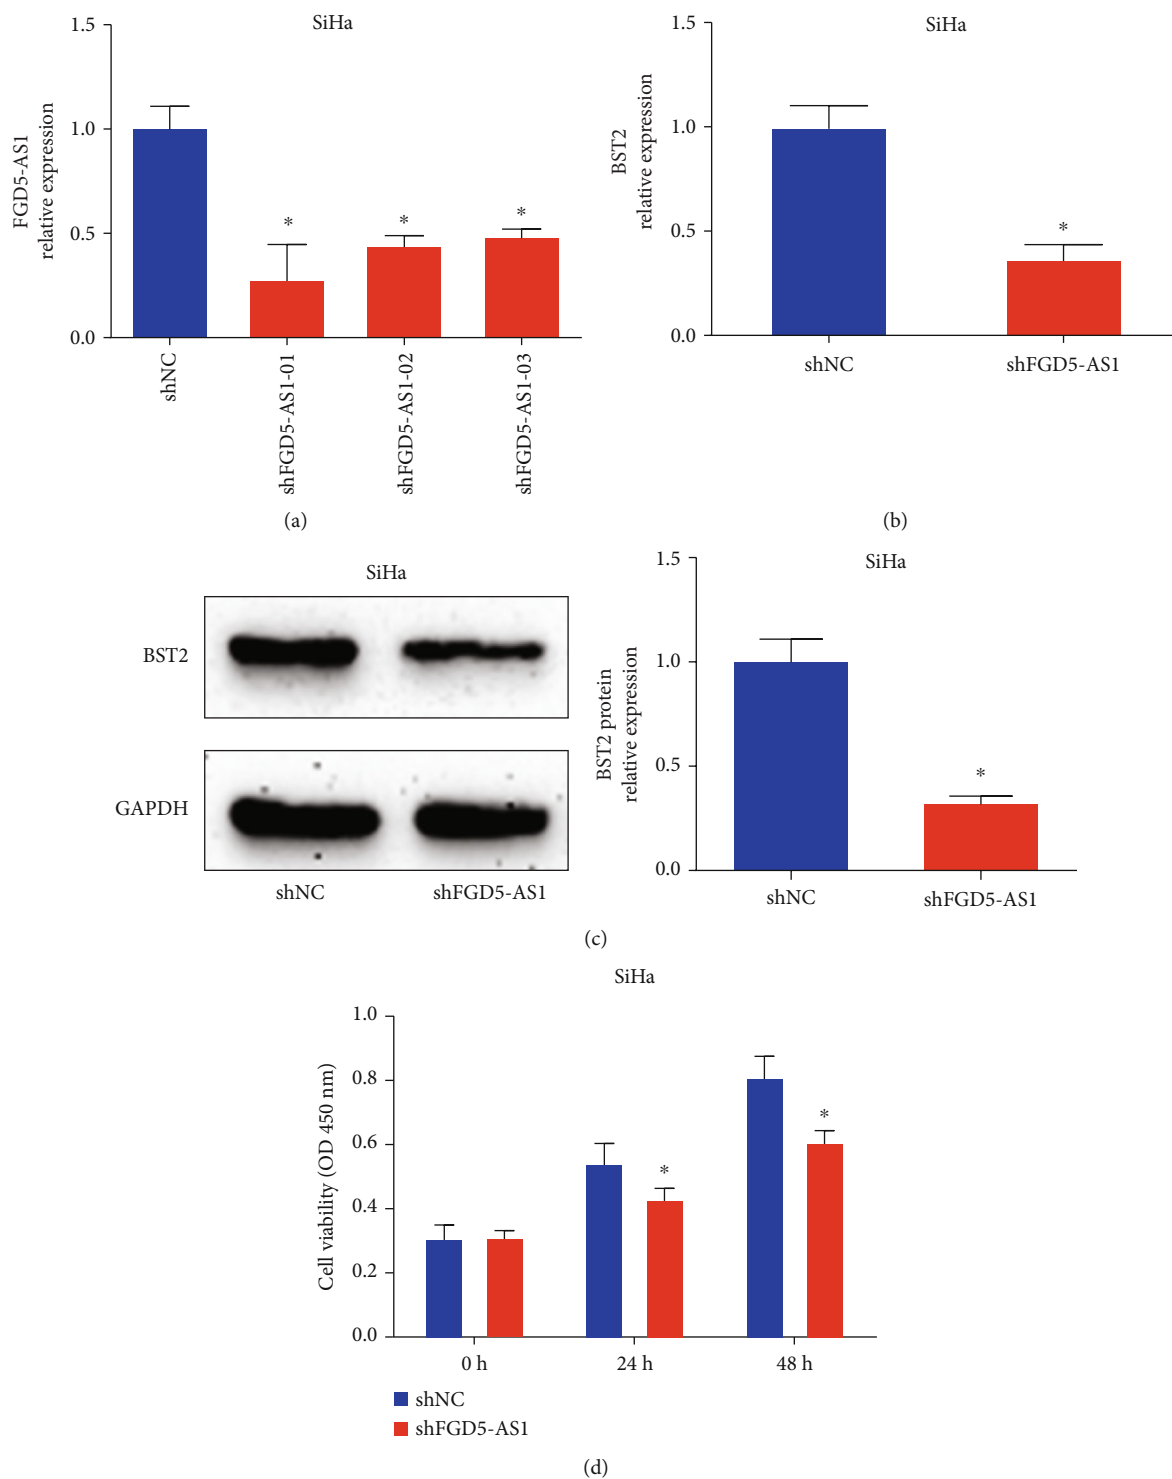 SiHa
FGD5-AS1
relative expression
1.5
1.0
0.5
0.0
*
*
*
shNC
shFGD5-AS1-01
shFGD5-AS1-02
shFGD5-AS1-03
(a)
SiHa
BST2
relative expression
1.5
1.0
0.5
0.0
*
shNC
shFGD5-AS1
(b)
SiHa
BST2
GAPDH
shNC
shFGD5-AS1
SiHa
BST2 protein
relative expression
1.5
1.0
0.5
0.0
*
shNC
shFGD5-AS1
(c)
SiHa
Cell viability (OD 450 nm)
1.0
0.8
0.6
0.4
0.2
0.0
*
*
0 h
24 h
48 h
shNC
shFGD5-AS1
(d)